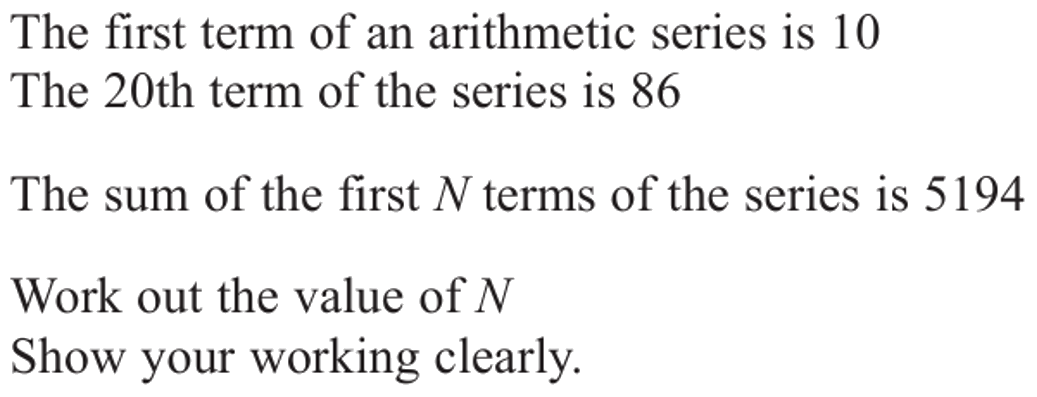 The first term of an arithmetic series is 10
The 20th term of the series is 86
The sum of the first N terms of the series is 5194
Work out the value of N
Show your working clearly.